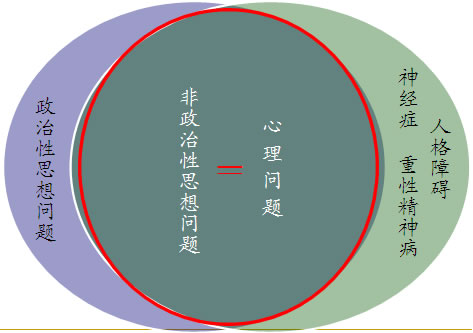 政治性思想问题
非政治性思想问题
=
心理问题
神经症 重性精神病
人格障碍